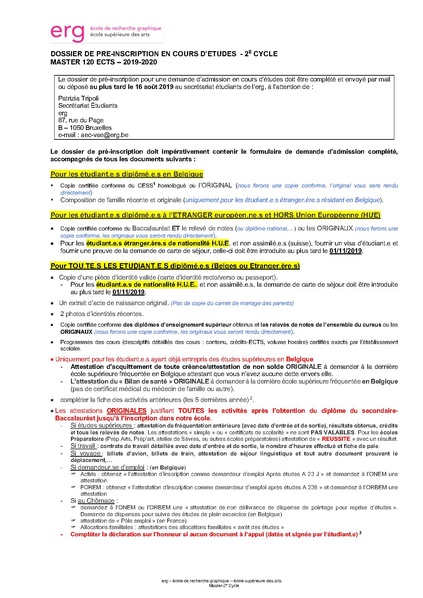 erg
école de recherche graphique
école supérieure des arts
DOSSIER DE PRE-INSCRIPTION EN COURS D'ETUDES - 2E CYCLE
MASTER 120 ECTS – 2019-2020
Le dossier de pré-inscription pour une demande d'admission en cours d'études doit être complété et envoyé par mail
ou déposé au plus tard le 16 août 2019 au secrétariat étudiants de l'erg, à l'attention de :
Patrizia Tripoli
Secrétariat Étudiants
erg
87, rue du Page
B – 1050 Bruxelles
e-mail : aec-vae@erg.be
Le dossier de pré-inscription doit impérativement contenir le formulaire de demande d'admission complété,
accompagnés de tous les documents suivants :
Pour les étudiant.e.s diplômé.e.s en Belgique
• Copie certifiée conforme du CESS1 homologué ou l'ORIGINAL (nous ferons une copie conforme, l'original vous sera rendu
directement)
• Composition de famille récente et originale (uniquement pour les étudiant.e.s étranger.ère.s résidant en Belgique).
Pour les étudiant.e.s diplômé.e.s à l'ETRANGER européen.ne.s et HORS Union Européenne (HUE)
• Copie certifiée conforme du Baccalauréat ET le relevé de notes (ou diplôme national,...) ou les ORIGINAUX (nous ferons une
copie conforme, les originaux vous seront rendus directement).
• Pour les étudiant.e.s étranger.ère.s de nationalité H.U.E. et non assimilé.e.s (suisse), fournir un visa d'étudiant.e et
fournir une preuve de la demande de carte de séjour, celle-ci doit être introduite au plus tard le 01/11/2019.
Pour TOU.TE.S LES ETUDIANT.E.S diplômé.e.s (Belges ou Etranger.ère.s)
• Copie d'une pièce d'identité valide (carte d'identité recto/verso ou passeport).
- Pour les étudiant.e.s de nationalité H.U.E. et non assimilé.e.s, la demande de carte de séjour doit être introduite
au plus tard le 01/11/2019.
• Un extrait d'acte de naissance original. (Pas de copie du carnet de mariage des parents)
• 2 photos d'identités récentes.
• Copie certifiée conforme des diplômes d'enseignement supérieur obtenus et les relevés de notes de l'ensemble du cursus ou les
ORIGINAUX (nous ferons une copie conforme, les originaux vous seront rendus directement).
• Programmes des cours (descriptifs détaillés des cours : contenu, crédits-ECTS, volume horaire) certifiés exacts par l'établissement
scolaire.
• Uniquement pour les étudiant.e.s ayant déjà entrepris des études supérieures en Belgique
- Attestation d'acquittement de toute créance/attestation de non solde ORIGINALE à demander à la dernière
école supérieure fréquentée en Belgique attestant que vous n'avez aucune dette envers elle.
- L'attestation du « Bilan de santé » ORIGINALE à demander à la dernière école supérieure fréquentée en Belgique
(pas de certificat médical du médecin de famille ou autre).
• compléter la fiche des activités antérieures (les 5 dernières année) 2.
• Les attestations ORIGINALES justifiant TOUTES les activités après l'obtention du diplôme du secondaire-
Baccalauréat jusqu'à l'inscription dans notre école.
- Si études supérieures : attestation de fréquentation antérieure (avec date d'entrée et de sortie), résultats obtenus, crédits
et tous les relevés de notes. Les attestations « simple » ou « certificats de scolarité » ne sont PAS VALABLES. Pour les écoles
Préparatoire (Prep Arts, Prép'art, atelier de Sèvres, ou autres écoles préparatoires) attestation de « REUSSITE » avec un résultat.
- Si travail : contrats de travail détaillés avec date d'entrée et de sortie, le nombre d'heures effectué et fiche de paie.
- Si voyage : billets d'avion, billets de train, attestation de séjour linguistique et tout autre document prouvant le
déplacement,...
- Si demandeur.se d'emploi : (en Belgique)
☞ Actiris : obtenez « l'attestation d'inscription comme demandeur d'emploi Après études A 23 J » et demandez à l'ONEM une
attestation.
☞ FOREM : obtenez « l'attestation d'inscription comme demandeur d'emploi Après études A 23 » et demandez à l'ONEM une
attestation
- Si au Chômage :
☞ demandez à l'ONEM ou l'ORBEM une « attestation de non délivrance de dispense de pointage pour reprise d'études ».
Demande de dispenses pour suivre des études de plein exercice (en Belgique)
☞ attestation de « Pôle emploi » (en France)
☞ Allocations familiales : attestations des allocations familiales « arrêt des études »
- Compléter la déclaration sur l'honneur si aucun document à l'appui (datée et signée par l'étudiant.e) 3
erg – école de recherche graphique – école supérieure des arts
Master-2e Cycle